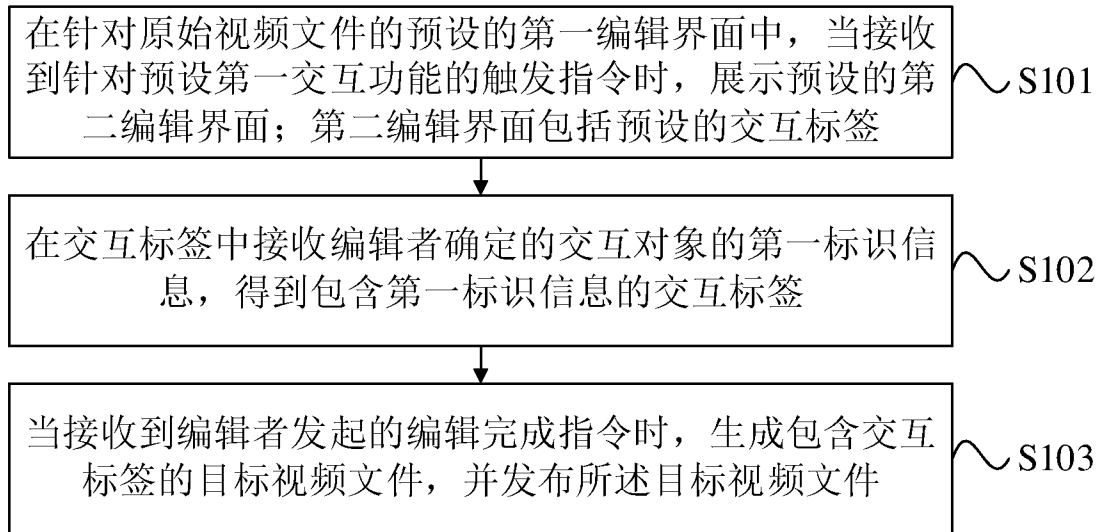 在针对原始视频文件的预设的第一编辑界面中，当接收
到针对预设第一交互功能的触发指令时，展示预设的第
二编辑界面；第二编辑界面包括预设的交互标签
S101
在交互标签中接收编辑者确定的交互对象的第一标识信
息，得到包含第一标识信息的交互标签
S102
当接收到编辑者发起的编辑完成指令时，生成包含交互
标签的目标视频文件，并发布所述目标视频文件
S103